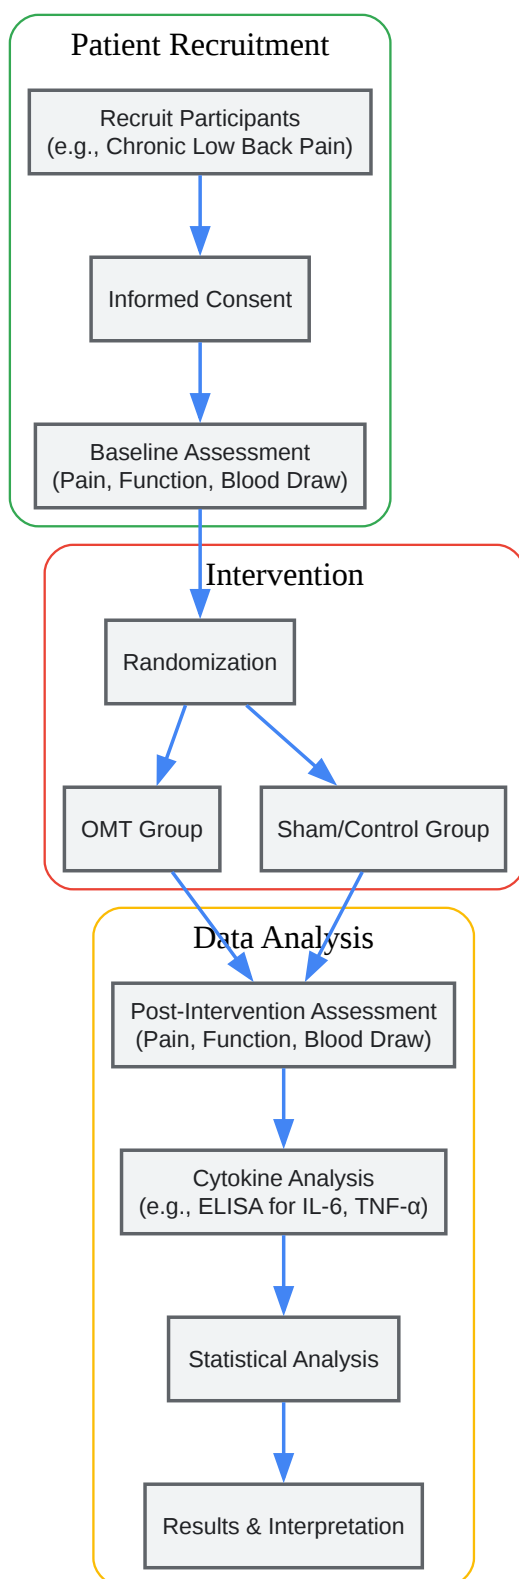 Patient Recruitment
Recruit Participants
(e.g., Chronic Low Back Pain)
Informed Consent
Baseline Assessment
(Pain, Function, Blood Draw)
Intervention
Randomization
OMT Group
Sham/Control Group
Data Analysis
Post-Intervention Assessment
(Pain, Function, Blood Draw)
Cytokine Analysis
(e.g., ELISA for IL-6, TNF-α)
Statistical Analysis
Results & Interpretation